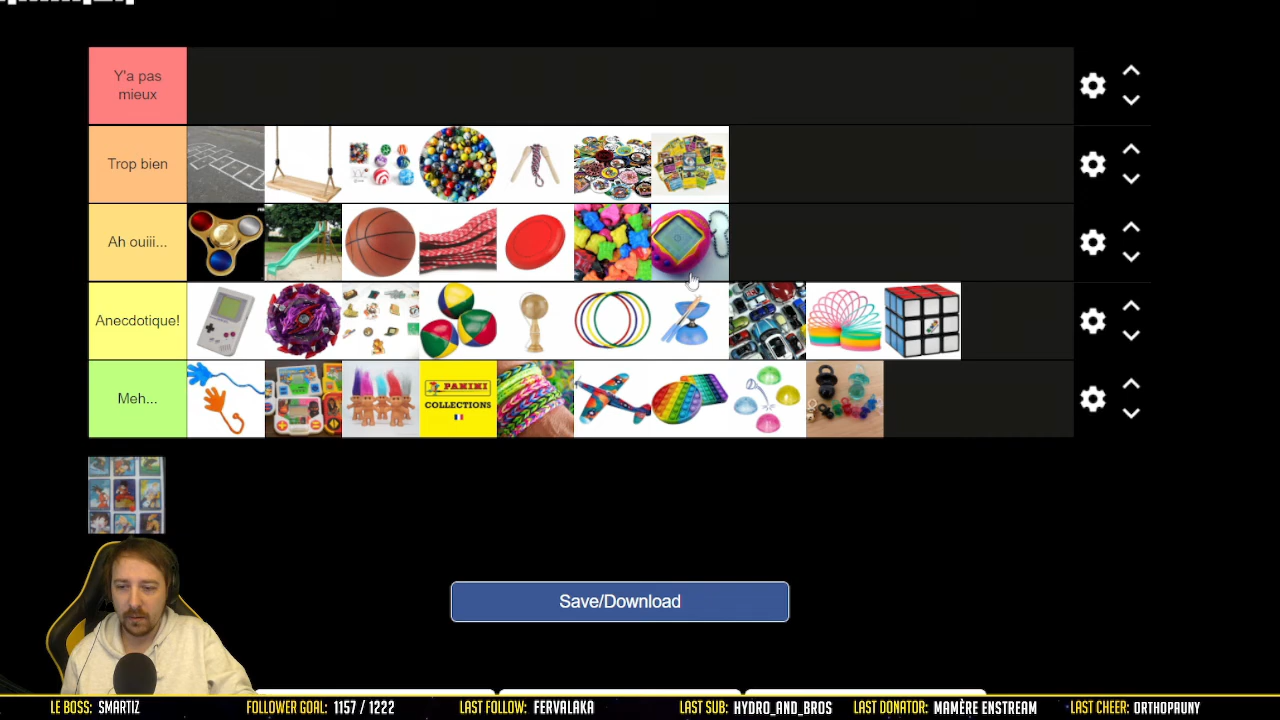 Y'a pas
mieux
Trop bien
Ah ouiii...
Anecdotique!
Meh...
PANINI
COLLECTIONS
Save/Download
LE BOSS: SMARTIZ
FOLLOWER GOAL: 1157 / 1222
LAST FOLLOW: FERVALAKA
LAST SUB: HYDRO_AND_BROS
LAST DONATOR: MAMÈRE ENSTREAM
LAST CHEER: ORTHOPAUNY